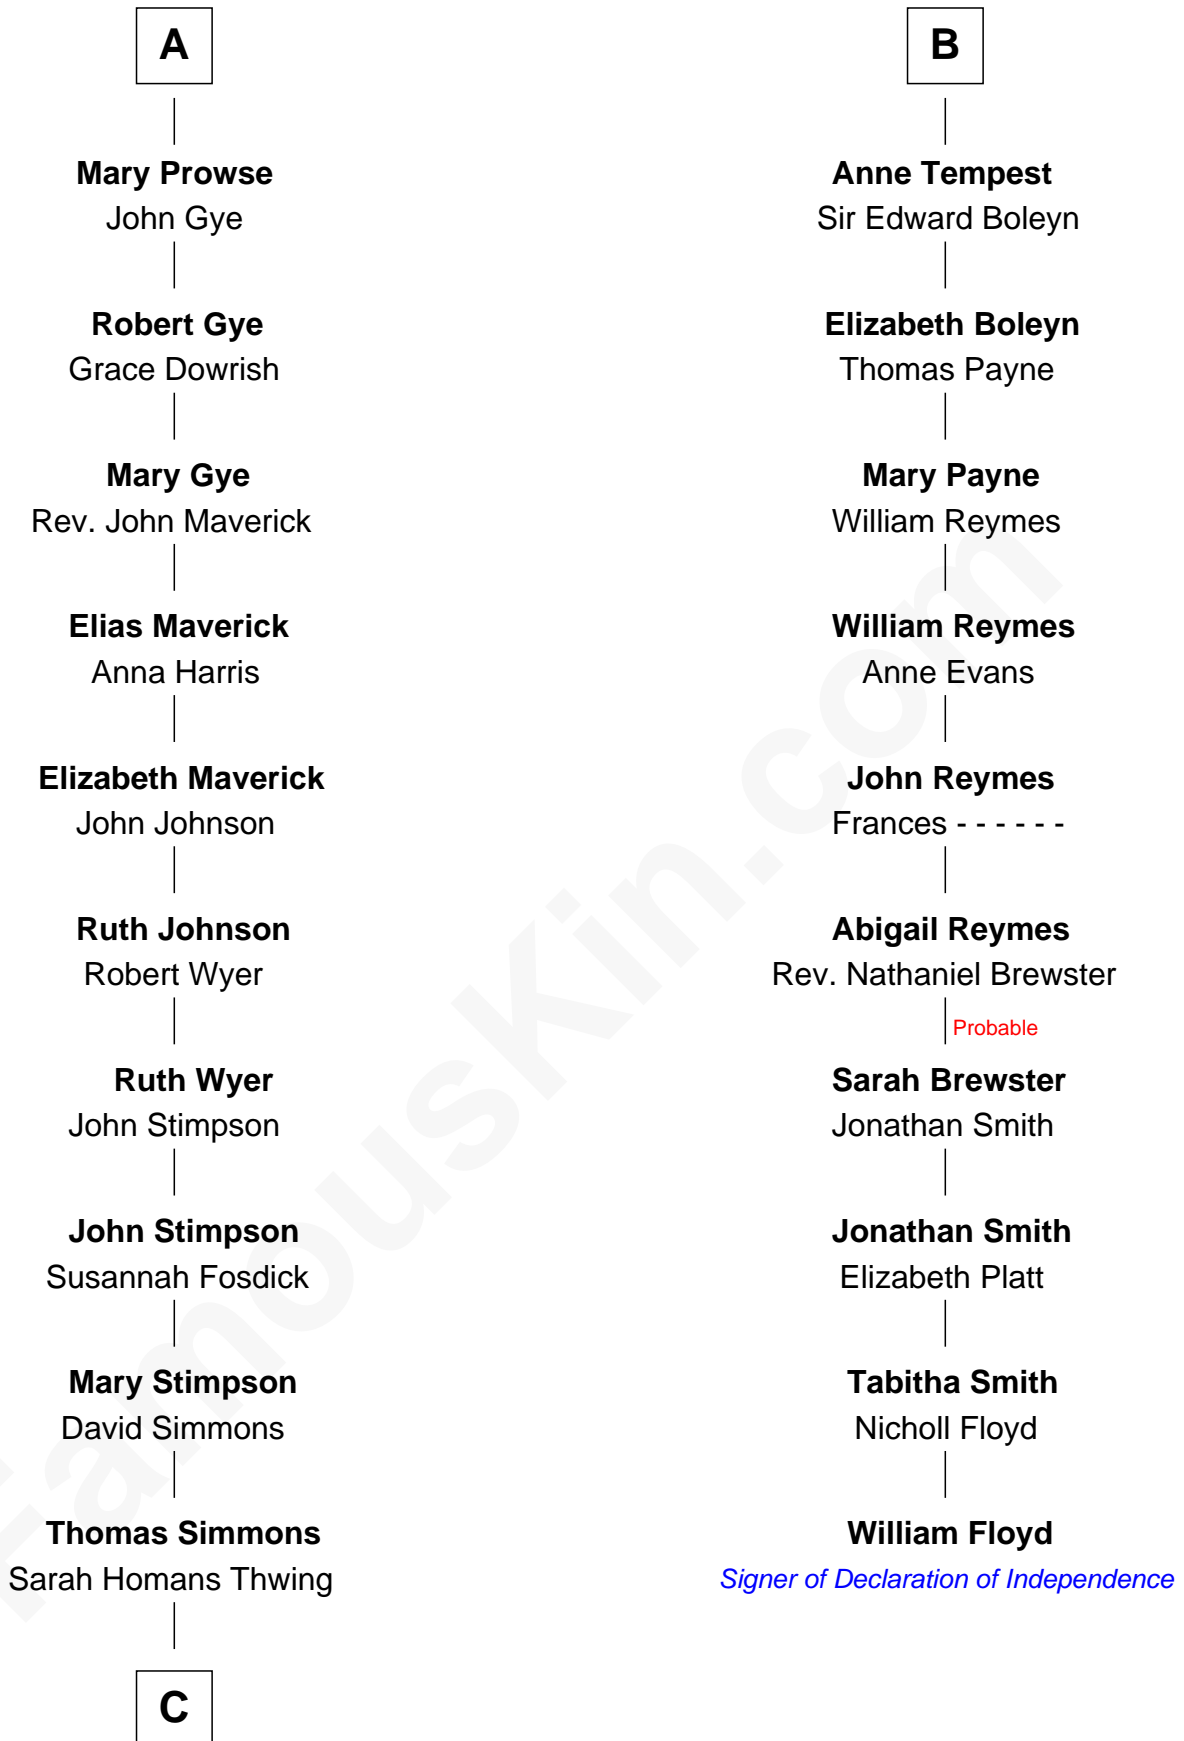 A
Mary Prowse
John Gye
Robert Gye
Grace Dowrish
Mary Gye
Rev. John Maverick
Elias Maverick
Anna Harris
Elizabeth Maverick
John Johnson
Ruth Johnson
Robert Wyer
Ruth Wyer
John Stimpson
John Stimpson
Susannah Fosdick
Mary Stimpson
David Simmons
Thomas Simmons
Sarah Homans Thwing
C
B
Anne Tempest
Sir Edward Boleyn
Elizabeth Boleyn
Thomas Payne
Mary Payne
William Reymes
William Reymes
Anne Evans
John Reymes
Frances - - - - - -
Abigail Reymes
Rev. Nathaniel Brewster
Probable
Sarah Brewster
Jonathan Smith
Jonathan Smith
Elizabeth Platt
Tabitha Smith
Nicholl Floyd
William Floyd
Signer of Declaration of Independence
FamousKin.com